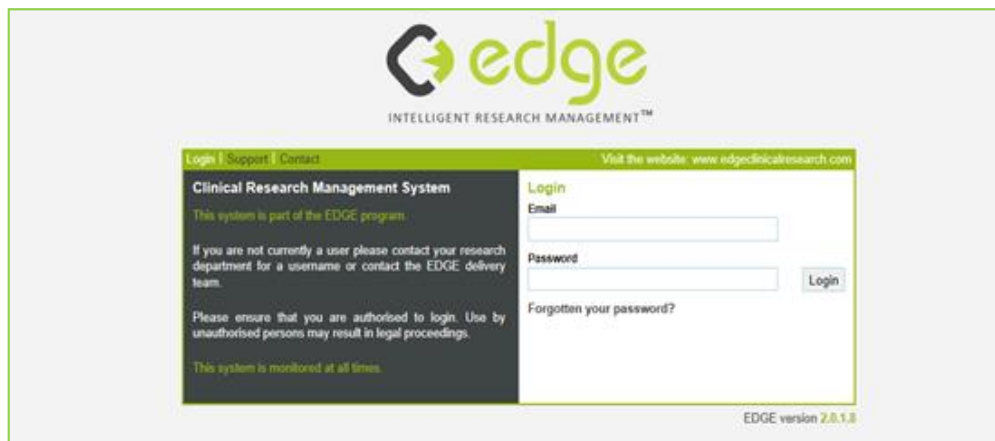 edge
INTELLIGENT RESEARCH MANAGEMENT™
Login | Support | Contact
Visit the website: www.edgeclinicalresearch.com
Clinical Research Management System
This system is part of the EDGE program.
If you are not currently a user please contact your research
department for a username or contact the EDGE delivery
team.
Please ensure that you are authorised to login. Use by
unauthorised persons may result in legal proceedings.
This system is monitored at all times.
Login
Email
Password
Login
Forgotten your password?
EDGE version 2.0.1.8